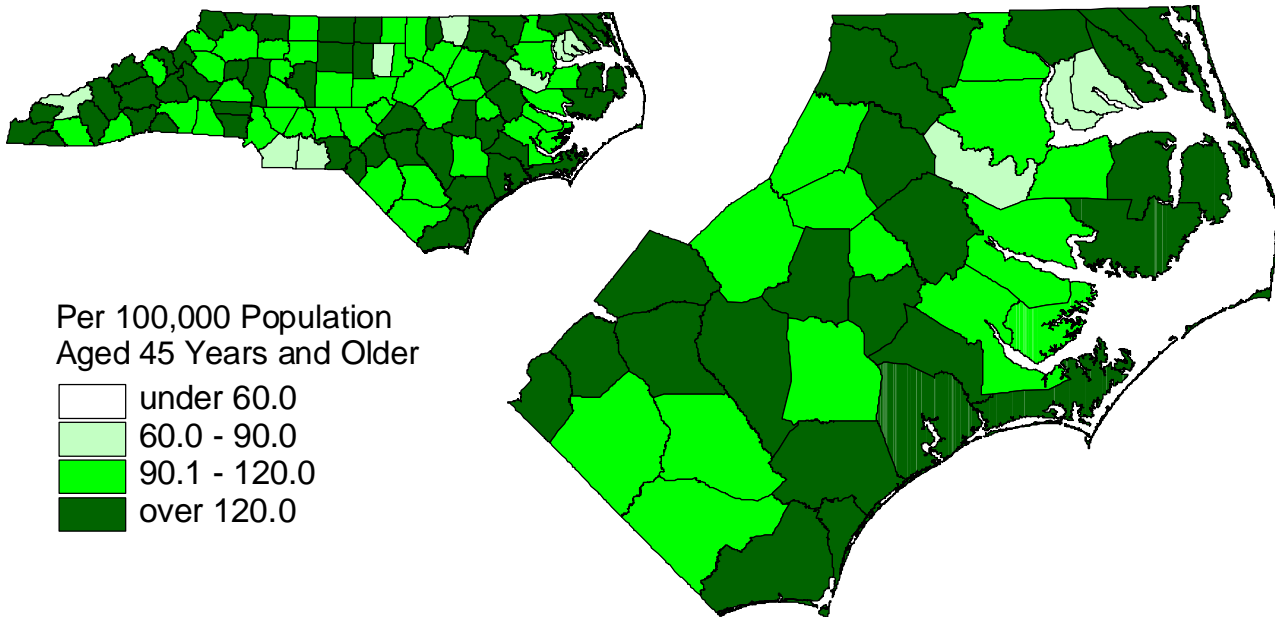 Per 100,000 Population
Aged 45 Years and Older
under 60.0
60.0 - 90.0
90.1 - 120.0
over 120.0